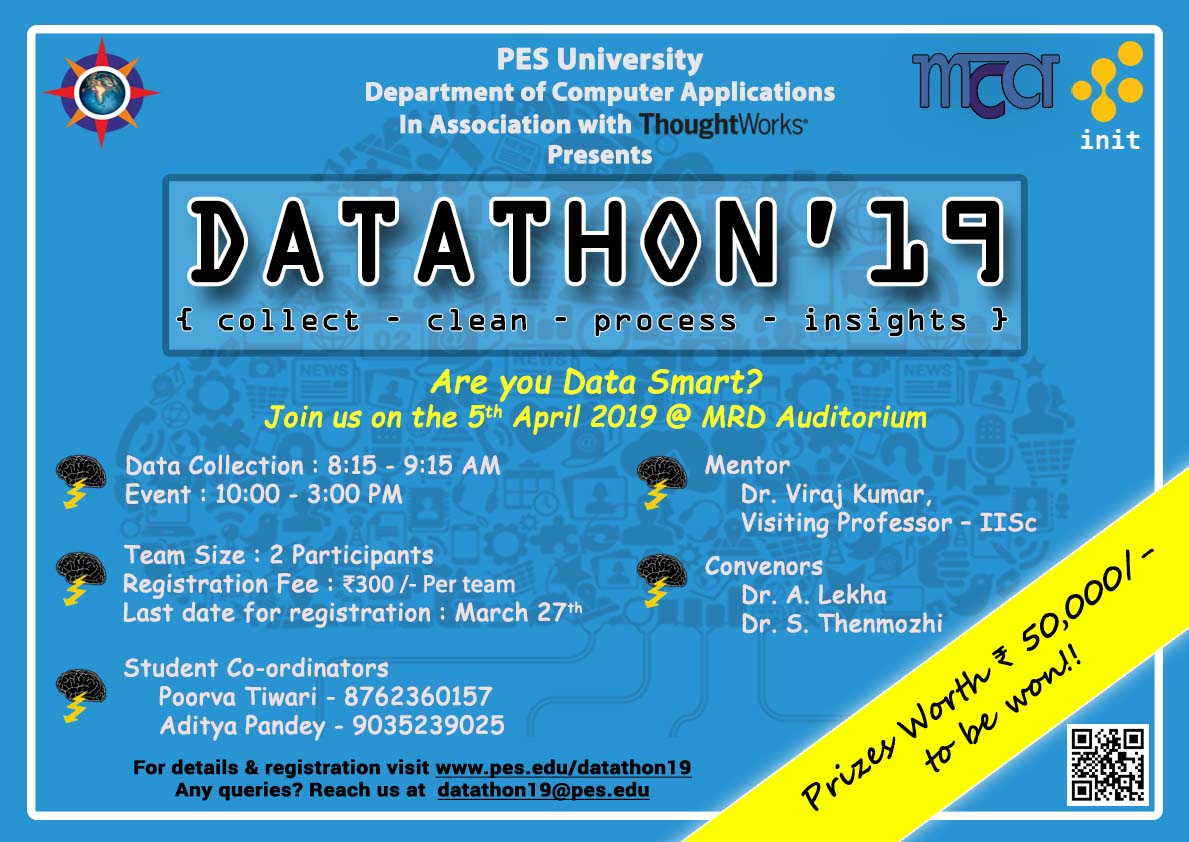 PES University
Department of Computer Applications
In Association with ThoughtWorks®
Presents
mca
init
DATATHON'19
{ collect - clean - process - insights }
Are you Data Smart?
Join us on the 5th April 2019 @ MRD Auditorium
Data Collection : 8:15 - 9:15 AM
Event : 10:00 - 3:00 PM
Team Size : 2 Participants
Registration Fee : ₹300 /- Per team
Last date for registration : March 27th
Student Co-ordinators
Poorva Tiwari - 8762360157
Aditya Pandey - 9035239025
Mentor
Dr. Viraj Kumar,
Visiting Professor – IISc
Convenors
Dr. A. Lekha
Dr. S. Thenmozhi
Prizes Worth ₹ 50,000/-
to be won!!
For details & registration visit www.pes.edu/datathon19
Any queries? Reach us at datathon19@pes.edu
NEWS
NEWS
NEWS
02